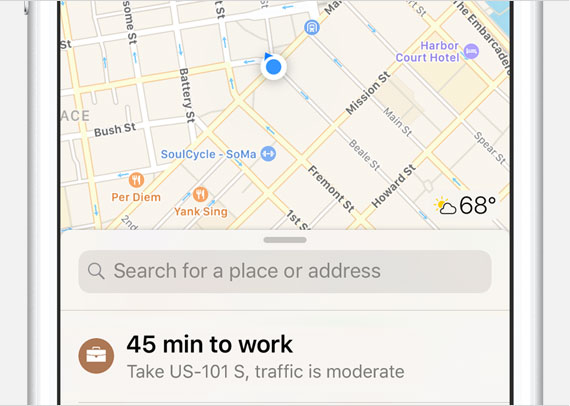 some St
St
The Embarcadero
Harbor
Court Hotel
Battery St
Mission St
ACE
Bush St
Main St
SoulCycle - SoMa
Beale St
Spear St
Per Diem
Fremont St
Howard St
Yank Sing
68°
2nd
1st St
Search for a place or address
45 min to work
Take US-101 S, traffic is moderate